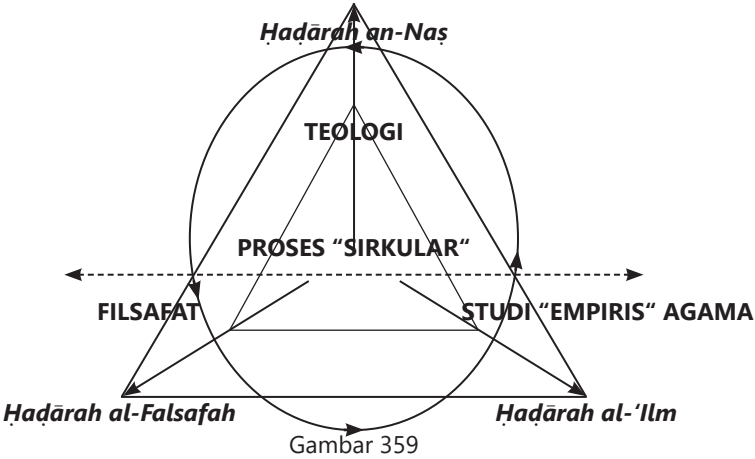 Ḥaḍārah an-Naṣ
TEOLOGI
PROSES “SIRKULAR“
FILSAFAT
STUDI “EMPIRIS“ AGAMA
Ḥaḍārah al-Falsafah
Ḥaḍārah al-‘Ilm
Gambar 359